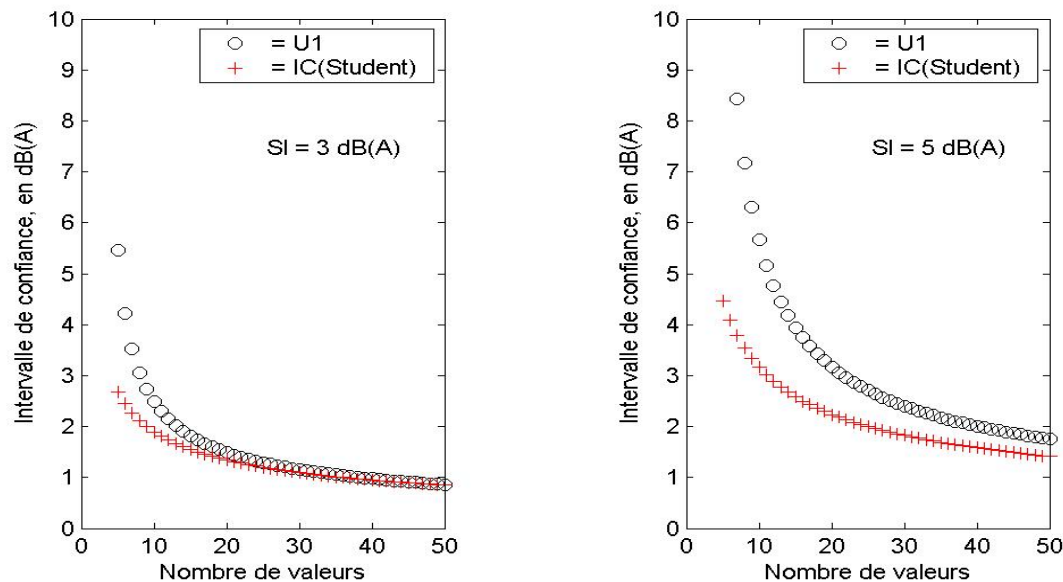 10
9
8
7
6
5
4
3
2
1
0
Intervalle de confiance, en dB(A)
= U1
= IC(Student)
Sl = 3 dB(A)
0 10 20 30 40 50
Nombre de valeurs
10
9
8
7
6
5
4
3
2
1
0
Intervalle de confiance, en dB(A)
= U1
= IC(Student)
Sl = 5 dB(A)
0 10 20 30 40 50
Nombre de valeurs